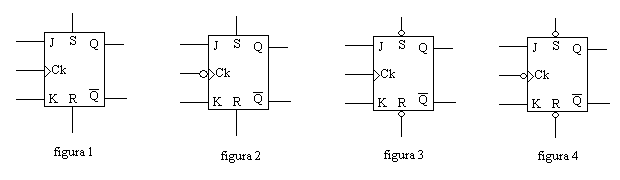 J S Q
Ck
K R Q̅
figura 1
J S Q
Ck
K R Q̅
figura 2
J S Q
Ck
K R Q̅
figura 3
J S Q
Ck
K R Q̅
figura 4